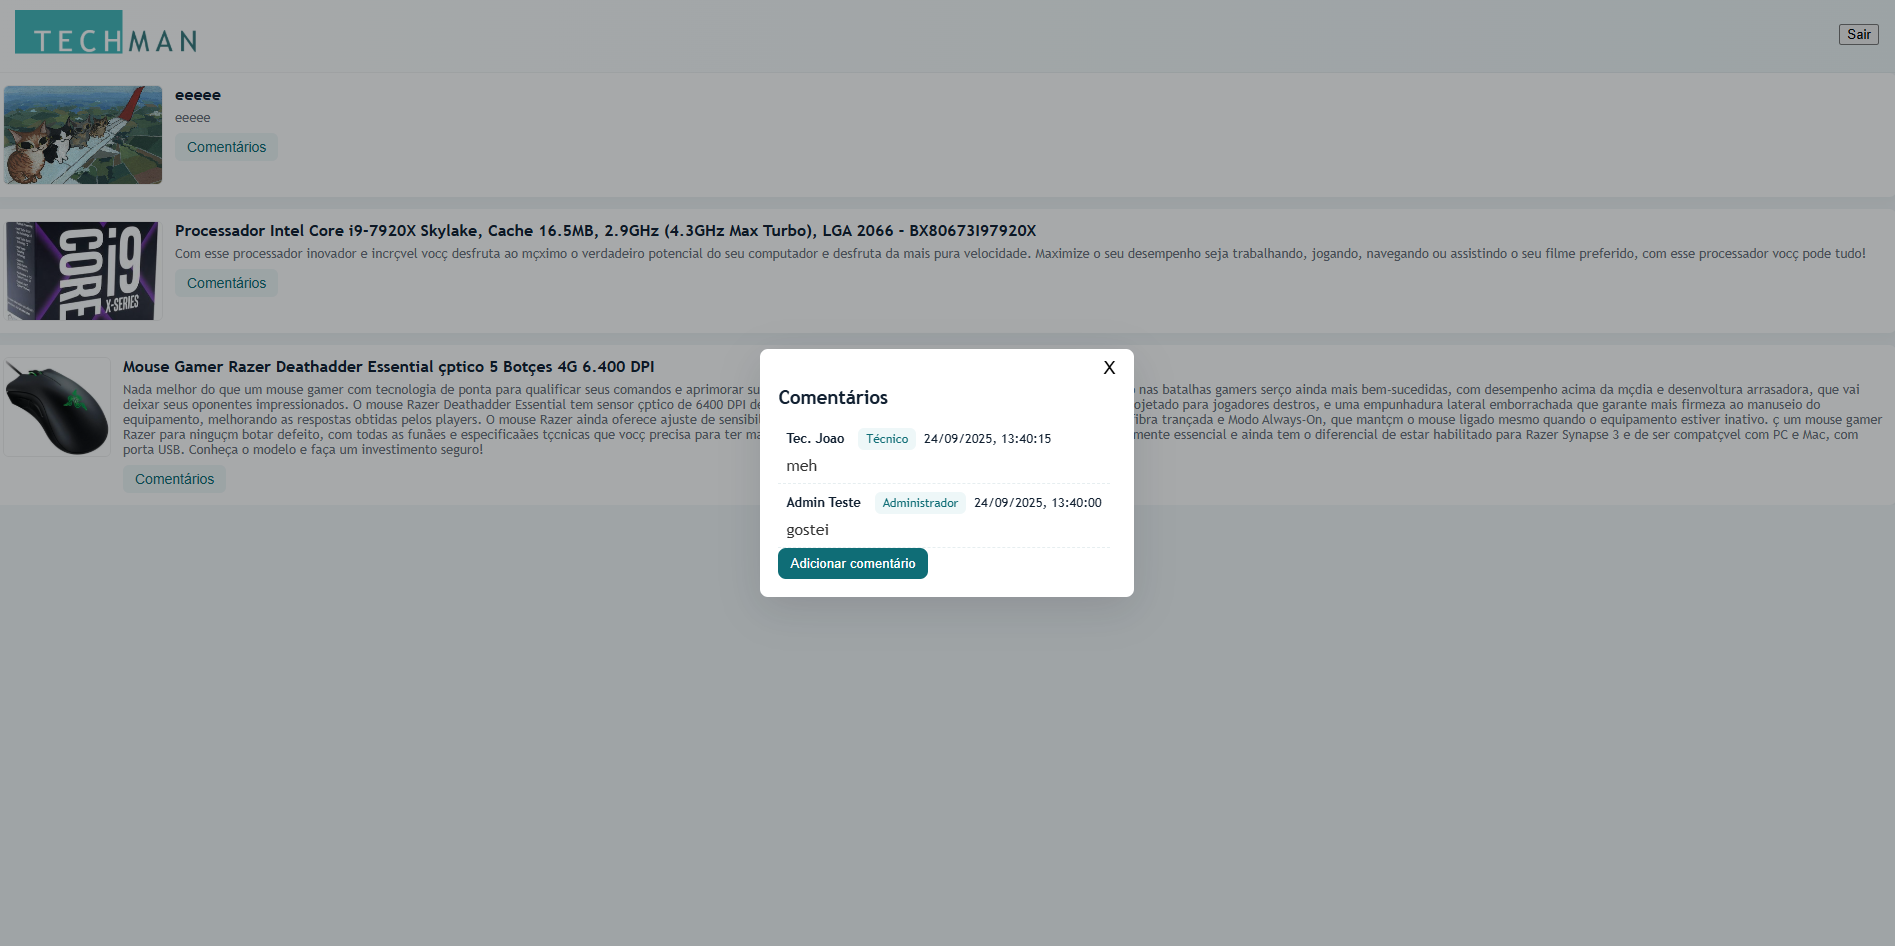 TECHMAN
Sair
eeeee
eeeee
Comentários
CORE i9
X-SERIES
Processador Intel Core i9-7920X Skylake, Cache 16.5MB, 2.9GHz (4.3GHz Max Turbo), LGA 2066 - BX80673I97920X
Com esse processador inovador e incrçvel vocç desfruta ao mçximo o verdadeiro potencial do seu computador e desfruta da mais pura velocidade. Maximize o seu desempenho seja trabalhando, jogando, navegando ou assistindo o seu filme preferido, com esse processador vocç pode tudo!
Comentários
Mouse Gamer Razer Deathadder Essential çptico 5 Botçes 4G 6.400 DPI
Nada melhor do que um mouse gamer com tecnologia de ponta para qualificar seus comandos e aprimorar su nas batalhas gamers serço ainda mais bem-sucedidas, com desempenho acima da mçdia e desenvoltura arrasadora, que vai
deixar seus oponentes impressionados. O mouse Razer Deathadder Essential tem sensor çptico de 6400 DPI de ojetado para jogadores destros, e uma empunhadura lateral emborrachada que garante mais firmeza ao manuseio do
equipamento, melhorando as respostas obtidas pelos players. O mouse Razer ainda oferece ajuste de sensibil fibra trançada e Modo Always-On, que mantçm o mouse ligado mesmo quando o equipamento estiver inativo. ç um mouse gamer
Razer para ninguçm botar defeito, com todas as funães e especificaães tçcnicas que vocç precisa para ter ma mente essencial e ainda tem o diferencial de estar habilitado para Razer Synapse 3 e de ser compatçvel com PC e Mac, com
porta USB. Conheça o modelo e faça um investimento seguro!
Comentários
X
Comentários
Tec. Joao Técnico 24/09/2025, 13:40:15
meh
Admin Teste Administrador 24/09/2025, 13:40:00
gostei
Adicionar comentário